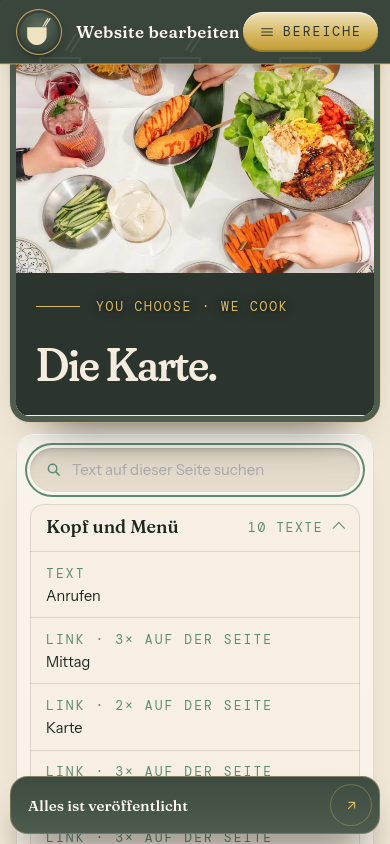 Website bearbeiten
BEREICHE
YOU CHOOSE · WE COOK
Die Karte.
Text auf dieser Seite suchen
Kopf und Menü
10 TEXTE
TEXT
Anrufen
LINK · 3× AUF DER SEITE
Mittag
LINK · 2× AUF DER SEITE
Karte
LINK · 3× AUF DER SEITE
Alles ist veröffentlicht
LINK · 3× AUF DER SEITE